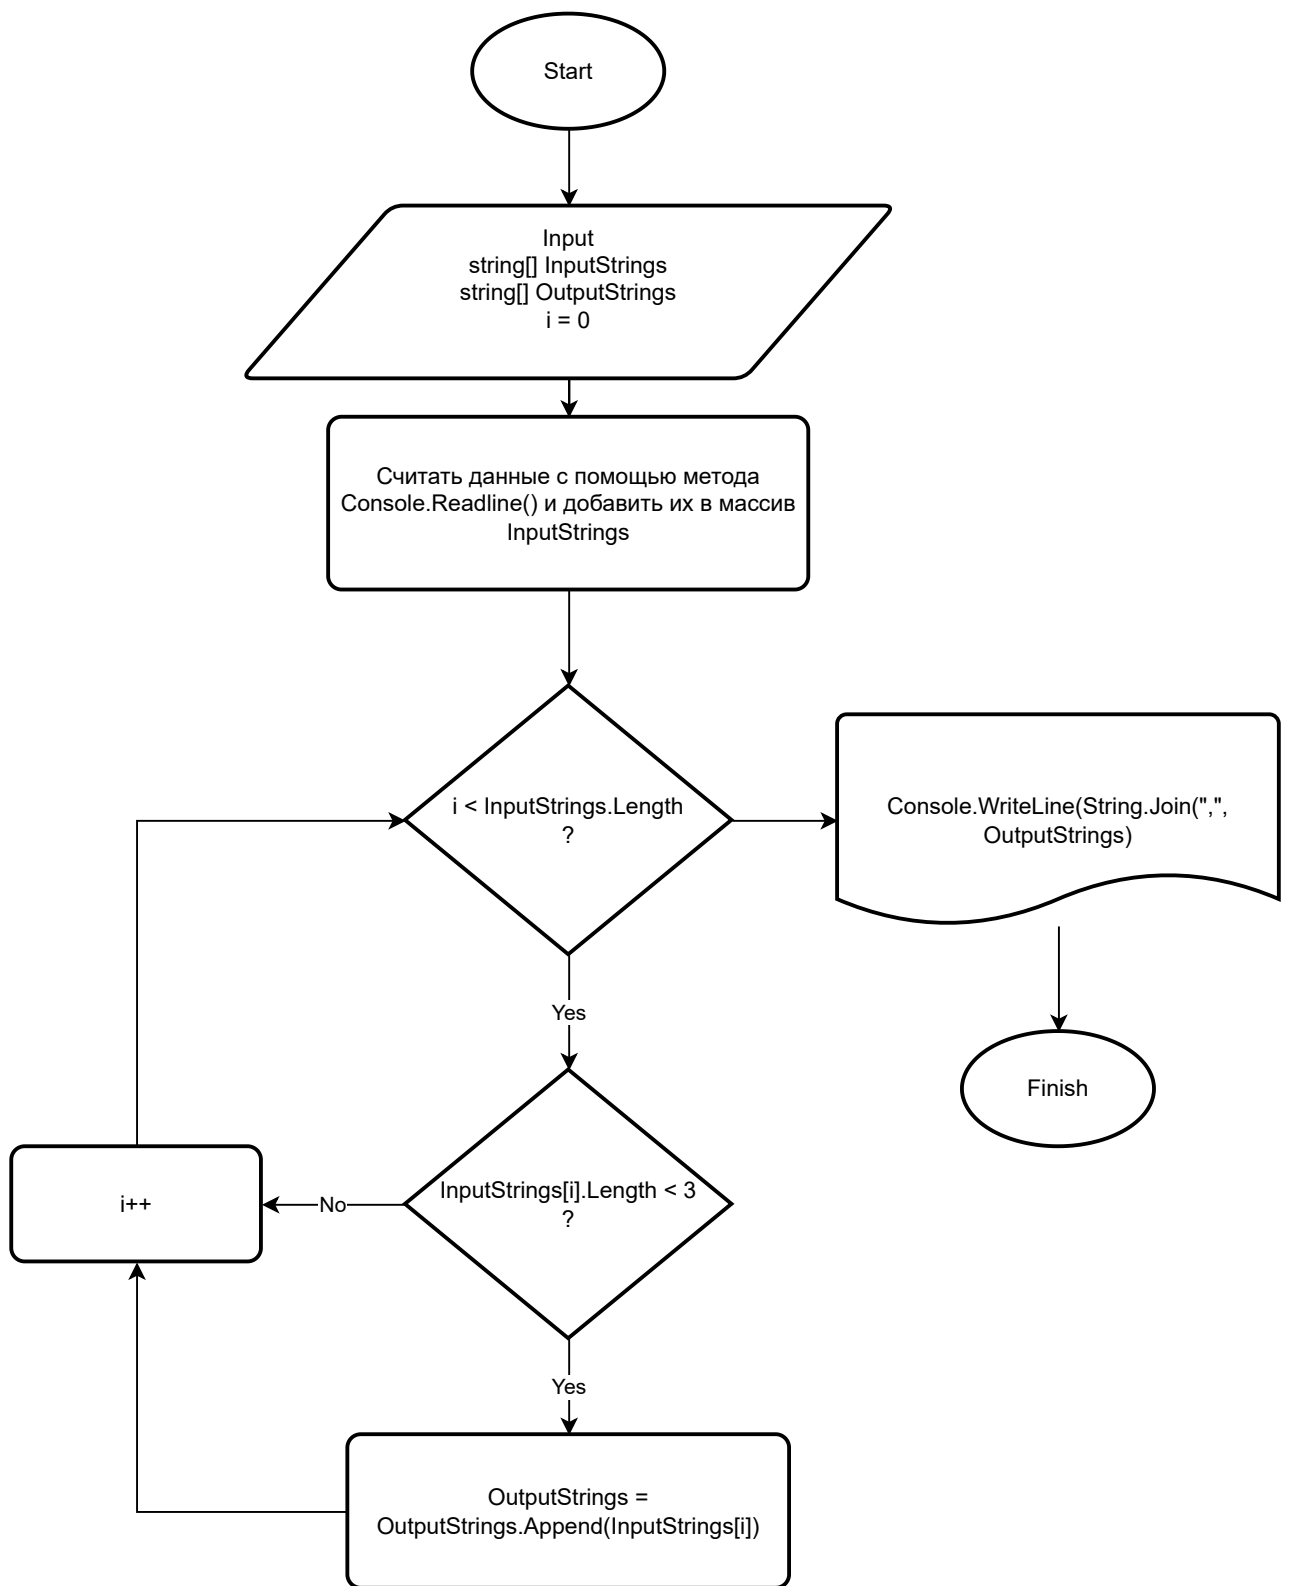 Start
Input
string[] InputStrings
string[] OutputStrings
i = 0
Считать данные с помощью метода
Console.Readline() и добавить их в массив
InputStrings
i < InputStrings.Length
?
Console.WriteLine(String.Join(",",
OutputStrings)
Yes
Finish
InputStrings[i].Length < 3
?
No
i++
Yes
OutputStrings =
OutputStrings.Append(InputStrings[i])